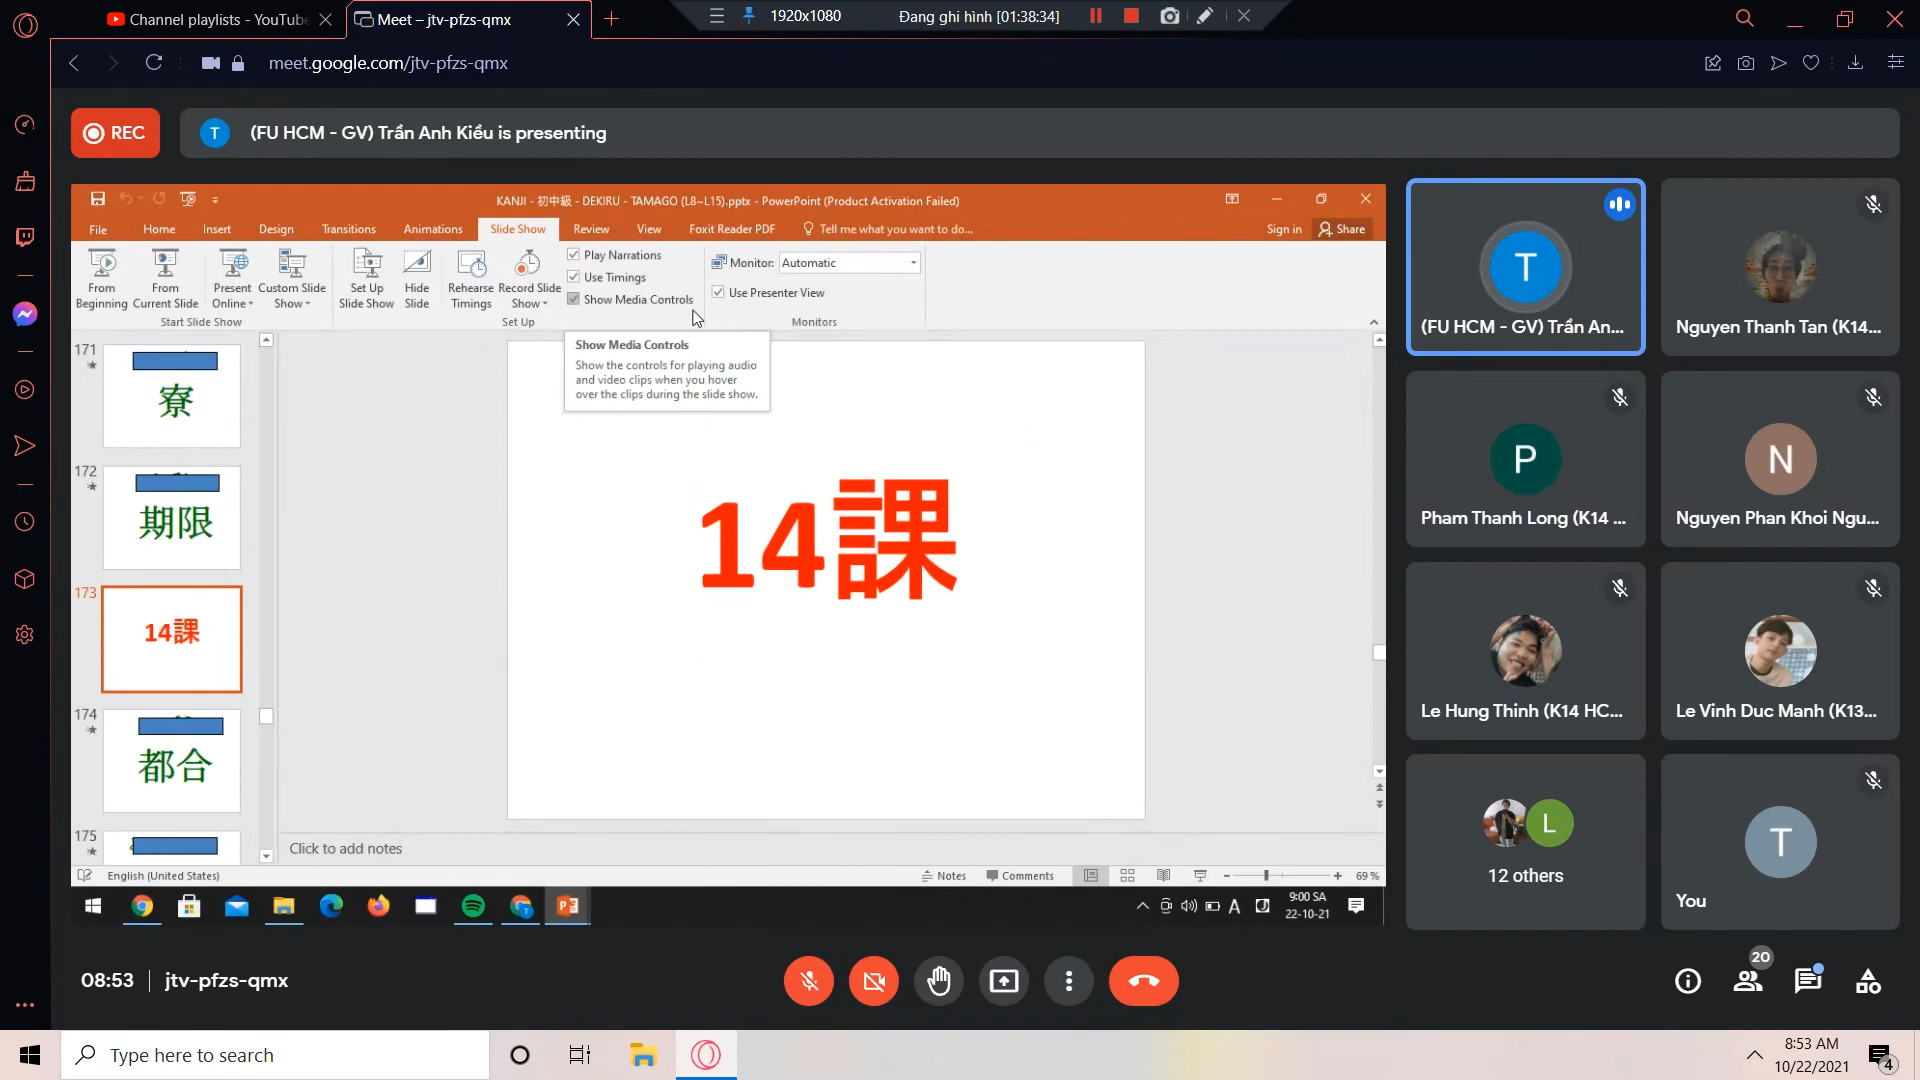 Channel playlists - YouTube
Meet – jtv-pfzs-qmx
1920x1080
Đang ghi hình [01:38:34]
meet.google.com/jtv-pfzs-qmx
REC
T
(FU HCM - GV) Trần Anh Kiều is presenting
KANJI - 初中級 - DEKIRU - TAMAGO (L8~L15).pptx - PowerPoint (Product Activation Failed)
File
Home
Insert
Design
Transitions
Animations
Slide Show
Review
View
Foxit Reader PDF
Tell me what you want to do...
Sign in
Share
From Beginning
From Current Slide
Present Online
Custom Slide Show
Set Up Slide Show
Hide Slide
Rehearse Timings
Record Slide Show
Play Narrations
Use Timings
Show Media Controls
Monitor:
Automatic
Use Presenter View
Start Slide Show
Set Up
Monitors
Show Media Controls
Show the controls for playing audio
and video clips when you hover
over the clips during the slide show.
171
寮
172
期限
173
14課
174
都合
175
14課
Click to add notes
English (United States)
Notes
Comments
69 %
A
9:00 SA
22-10-21
T
(FU HCM - GV) Trần An...
Nguyen Thanh Tan (K14...
P
Pham Thanh Long (K14 ...
N
Nguyen Phan Khoi Ngu...
Le Hung Thinh (K14 HC...
Le Vinh Duc Manh (K13...
L
12 others
T
You
08:53
jtv-pfzs-qmx
20
Type here to search
8:53 AM
10/22/2021
4